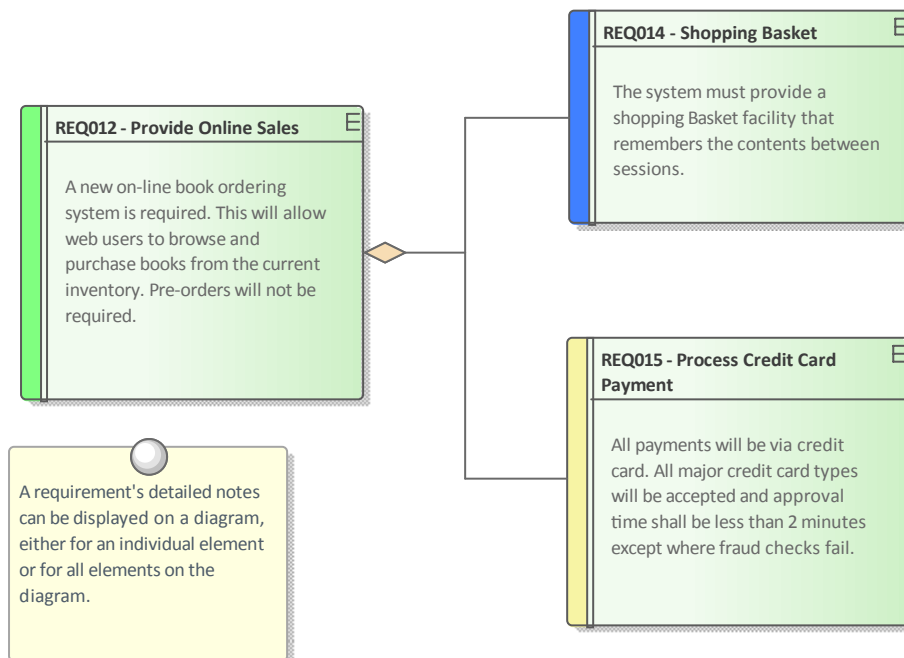 REQ012 - Provide Online Sales
A new on-line book ordering
system is required. This will allow
web users to browse and
purchase books from the current
inventory. Pre-orders will not be
required.
REQ014 - Shopping Basket
The system must provide a
shopping Basket facility that
remembers the contents between
sessions.
REQ015 - Process Credit Card
Payment
All payments will be via credit
card. All major credit card types
will be accepted and approval
time shall be less than 2 minutes
except where fraud checks fail.
A requirement's detailed notes
can be displayed on a diagram,
either for an individual element
or for all elements on the
diagram.